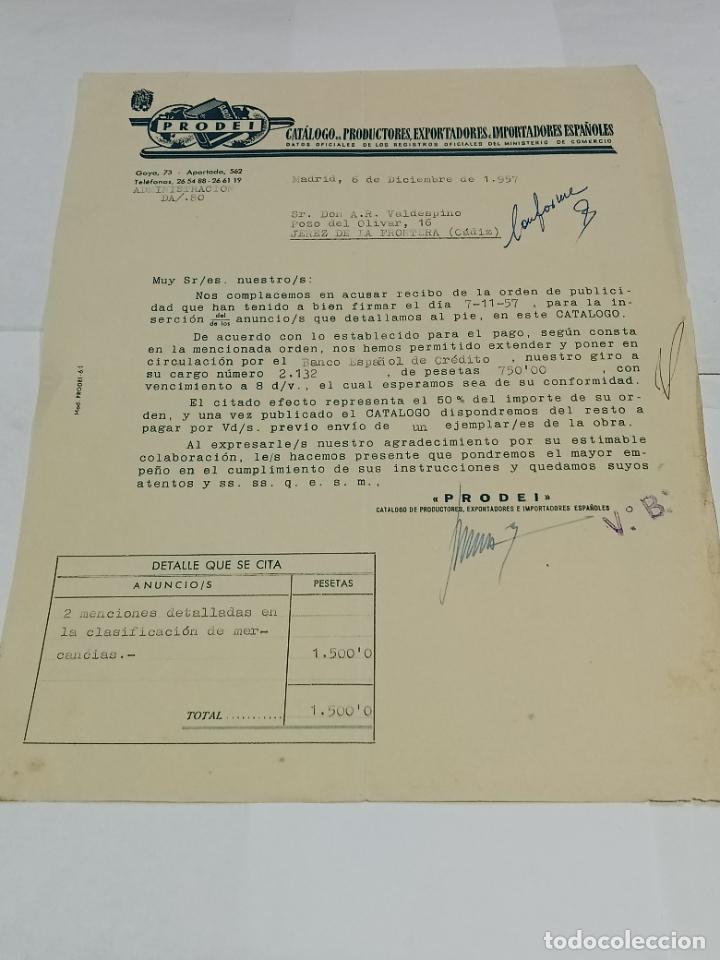 PRODEI
CATÁLOGO DE PRODUCTORES, EXPORTADORES E IMPORTADORES ESPAÑOLES
DATOS OFICIALES DE LOS REGISTROS OFICIALES DEL MINISTERIO DE COMERCIO
Goya, 73 - Apartado, 562
Teléfonos, 26 54 88 - 26 61 19
ADMINISTRACION
DA/.80
Madrid, 6 de Diciembre de 1.957
Sr. Don A.R. Valdespino
Pozo del Olivar, 16
JEREZ DE LA FRONTERA (Cádiz)
Conforme
Muy Sr/es. nuestro/s:
Nos complacemos en acusar recibo de la orden de publici-
dad que han tenido a bien firmar el día 7-11-57, para la in-
serción del/de los anuncio/s que detallamos al pie, en este CATALOGO.
De acuerdo con lo establecido para el pago, según consta
en la mencionada orden, nos hemos permitido extender y poner en
circulación por el Banco Español de Crédito, nuestro giro a
su cargo número 2.132, de pesetas 750'00, con
vencimiento a 8 d/v., el cual esperamos sea de su conformidad.
El citado efecto representa el 50% del importe de su or-
den, y una vez publicado el CATALOGO dispondremos del resto a
pagar por Vd/s. previo envío de un ejemplar/es de la obra.
Al expresarle/s nuestro agradecimiento por su estimable
colaboración, le/s hacemos presente que pondremos el mayor em-
peño en el cumplimiento de sus instrucciones y quedamos suyos
atentos y ss. ss. q. e. s. m.,
«PRODEI»
CATALOGO DE PRODUCTORES, EXPORTADORES E IMPORTADORES ESPAÑOLES
V.º B.º
Mod. PRODEI-61
DETALLE QUE SE CITA
ANUNCIO/S PESETAS
2 menciones detalladas en
la clasificación de mer-
cancías.- 1.500'0
TOTAL ........... 1.500'0
todocoleccion